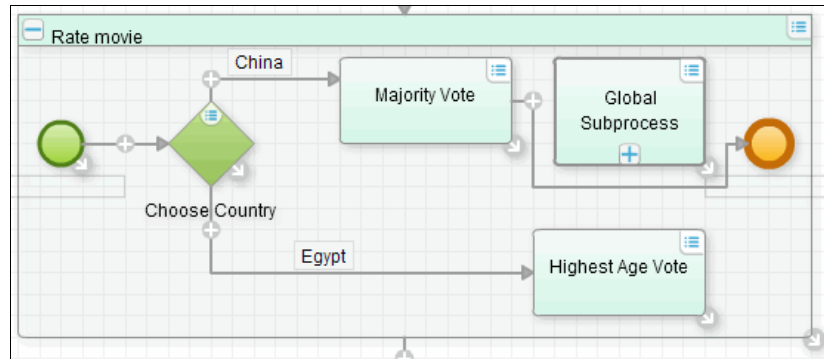 Rate movie
China
Majority Vote
Global
Subprocess
Choose Country
Egypt
Highest Age Vote